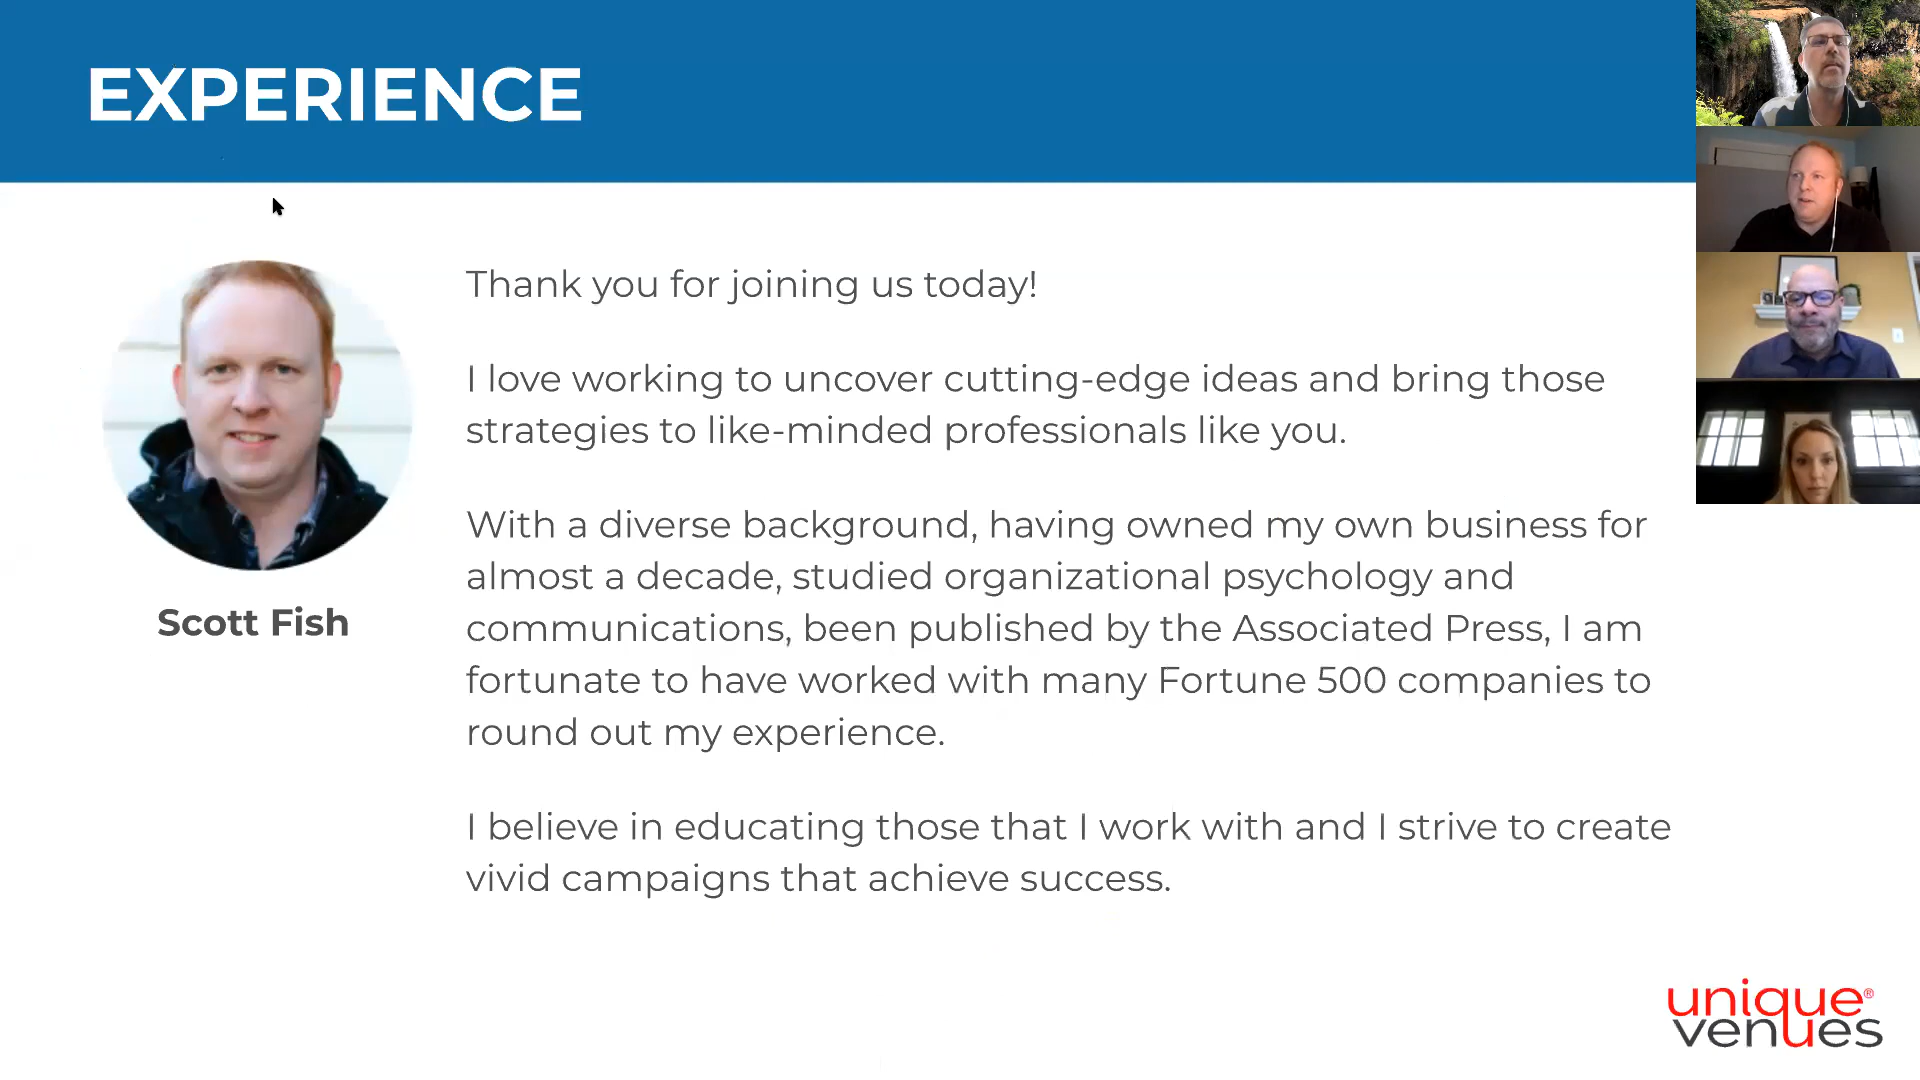 EXPERIENCE
Thank you for joining us today!
I love working to uncover cutting-edge ideas and bring those
strategies to like-minded professionals like you.
With a diverse background, having owned my own business for
almost a decade, studied organizational psychology and
communications, been published by the Associated Press, I am
fortunate to have worked with many Fortune 500 companies to
round out my experience.
I believe in educating those that I work with and I strive to create
vivid campaigns that achieve success.
Scott Fish
unique®
venues